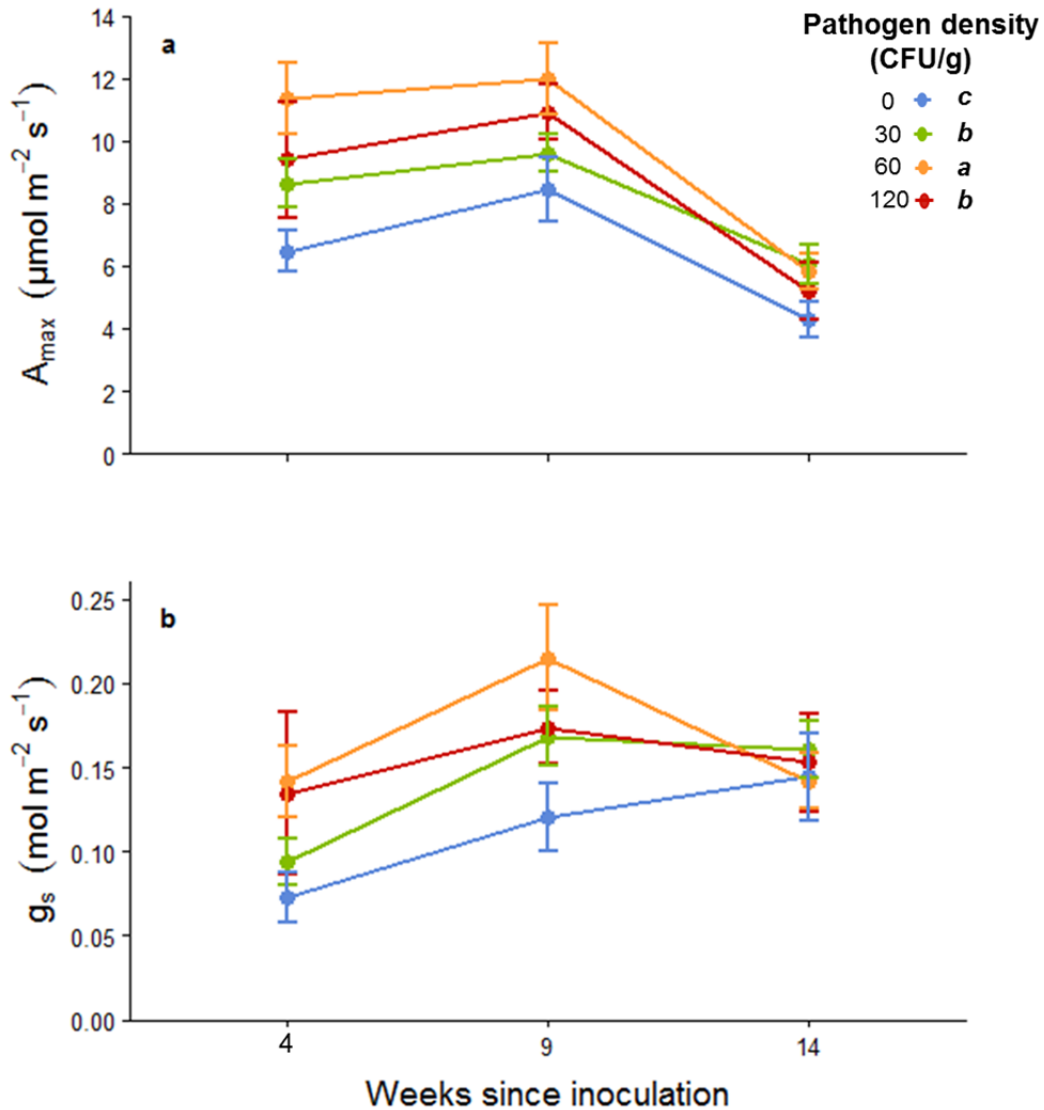 a
Pathogen density
(CFU/g)
0 c
30 b
60 a
120 b
A_max (μmol m⁻² s⁻¹)
14
12
10
8
6
4
2
0
b
g_s (mol m⁻² s⁻¹)
0.25
0.20
0.15
0.10
0.05
0.00
4 9 14
Weeks since inoculation